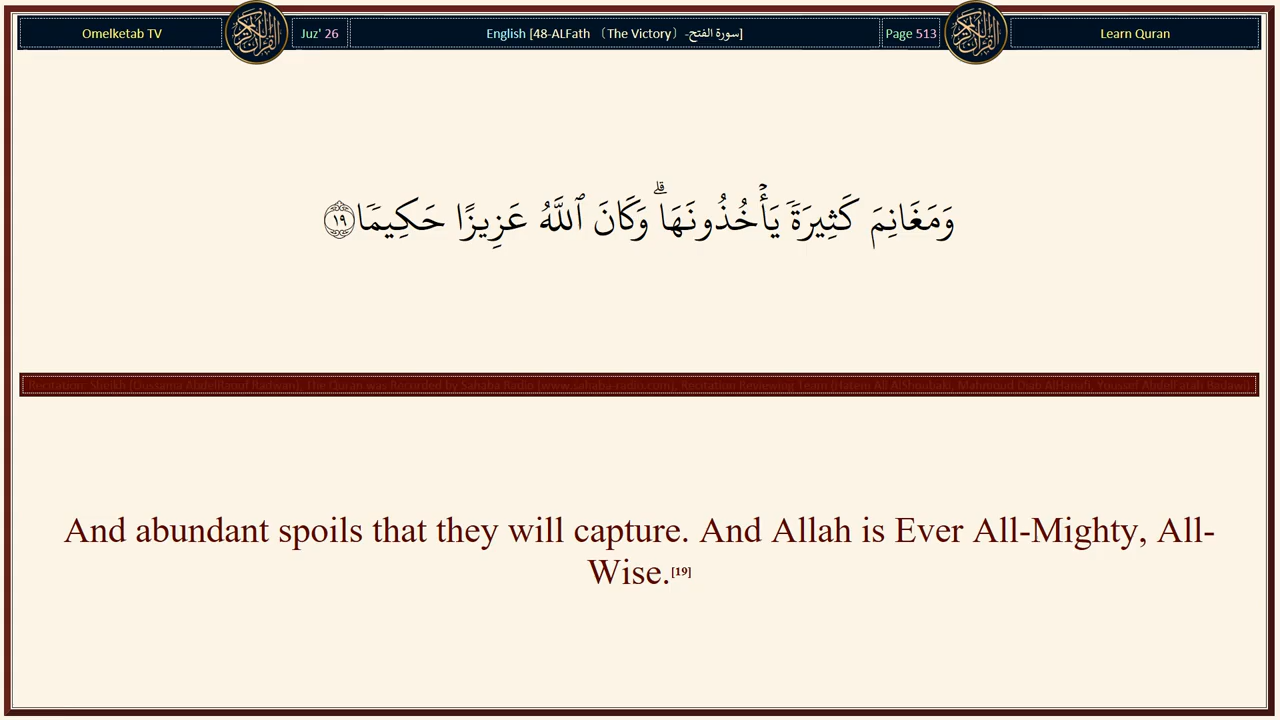 Omelketab TV
Juz' 26
English [48-ALFath （The Victory） -سورة الفتح]
Page 513
Learn Quran
وَمَغَانِمَ كَثِيرَةٗ يَأۡخُذُونَهَاۗ وَكَانَ ٱللَّهُ عَزِيزًا حَكِيمٗا ١٩
And abundant spoils that they will capture. And Allah is Ever All-Mighty, All-
Wise.[19]